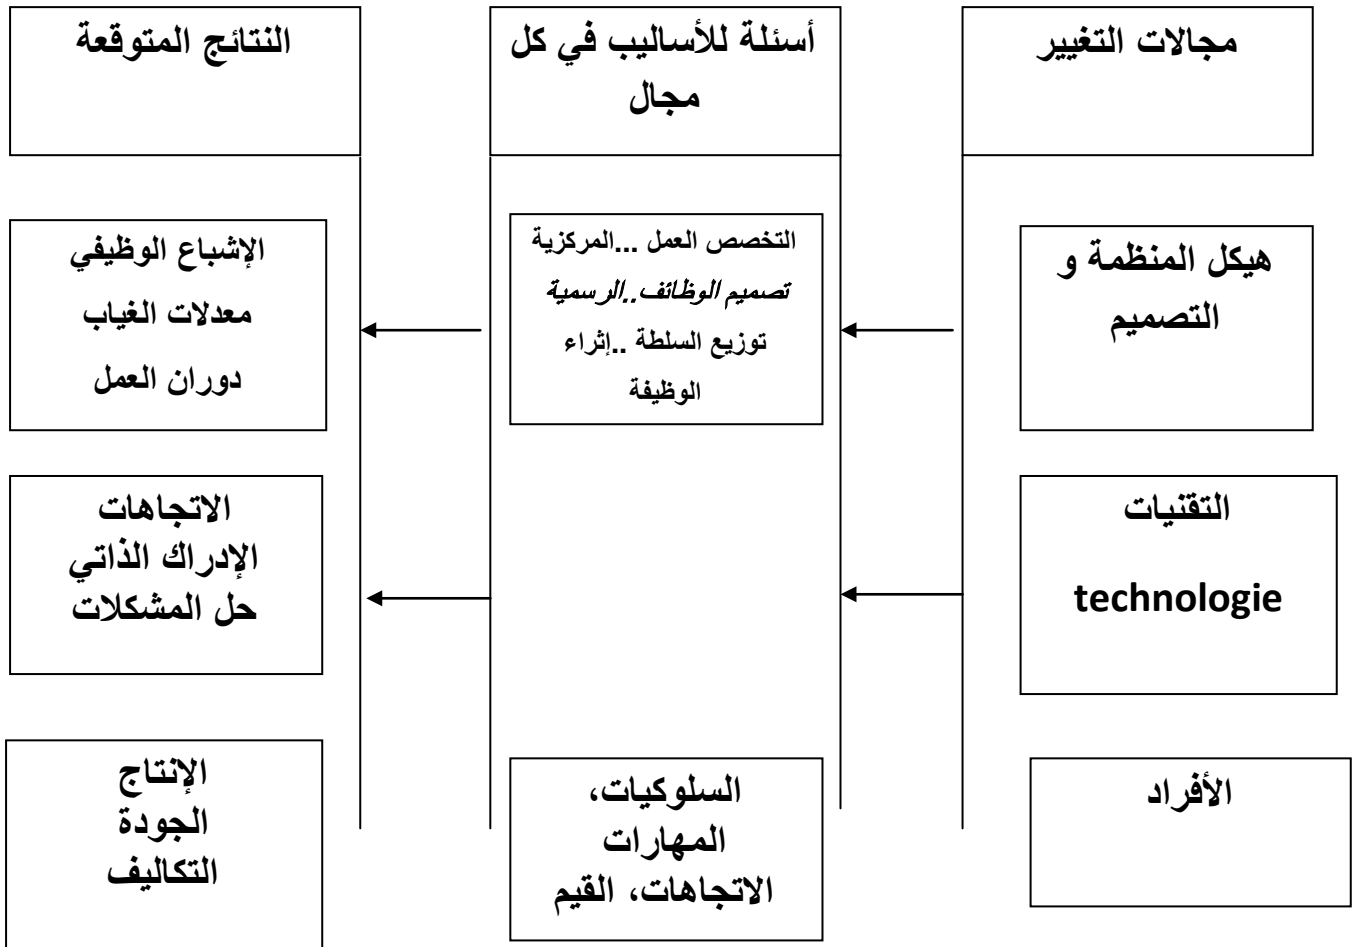 مجالات التغيير
أسئلة للأساليب في كل
مجال
النتائج المتوقعة
هيكل المنظمة و
التصميم
التخصص العمل ...المركزية
تصميم الوظائف..الرسمية
توزيع السلطة ..إثراء
الوظيفة
الإشباع الوظيفي
معدلات الغياب
دوران العمل
التقنيات
technologie
الاتجاهات
الإدراك الذاتي
حل المشكلات
الأفراد
السلوكيات،
المهارات
الاتجاهات، القيم
الإنتاج
الجودة
التكاليف